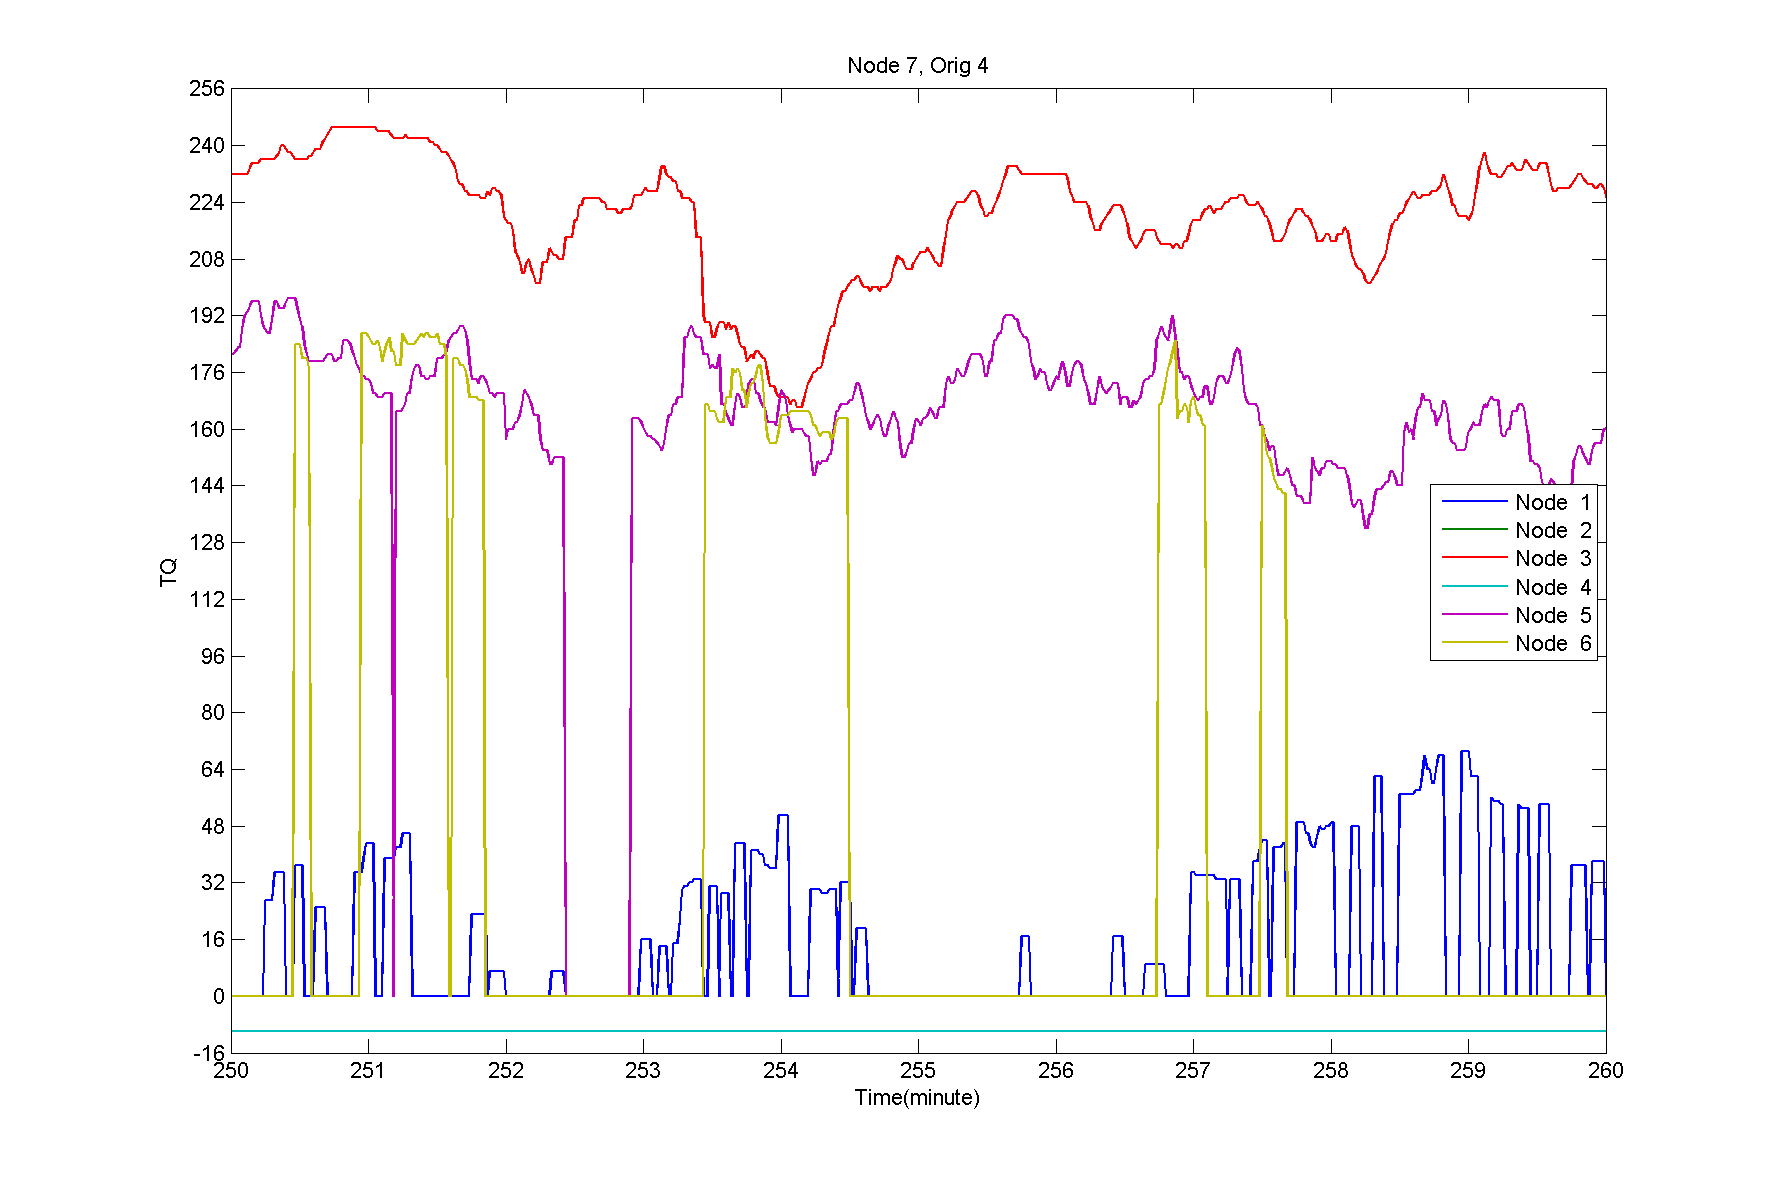 Node 7, Orig 4
256
240
224
208
192
176
160
144
128
112
96
80
64
48
32
16
0
-16
TQ
Node 1
Node 2
Node 3
Node 4
Node 5
Node 6
250 251 252 253 254 255 256 257 258 259 260
Time(minute)